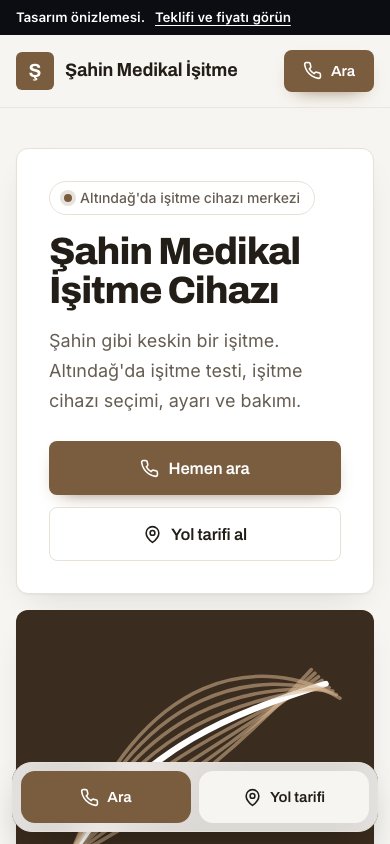 Tasarım önizlemesi. Teklifi ve fiyatı görün
Ş Şahin Medikal İşitme Ara
Altındağ'da işitme cihazı merkezi
Şahin Medikal
İşitme Cihazı
Şahin gibi keskin bir işitme.
Altındağ'da işitme testi, işitme
cihazı seçimi, ayarı ve bakımı.
Hemen ara
Yol tarifi al
Ara Yol tarifi